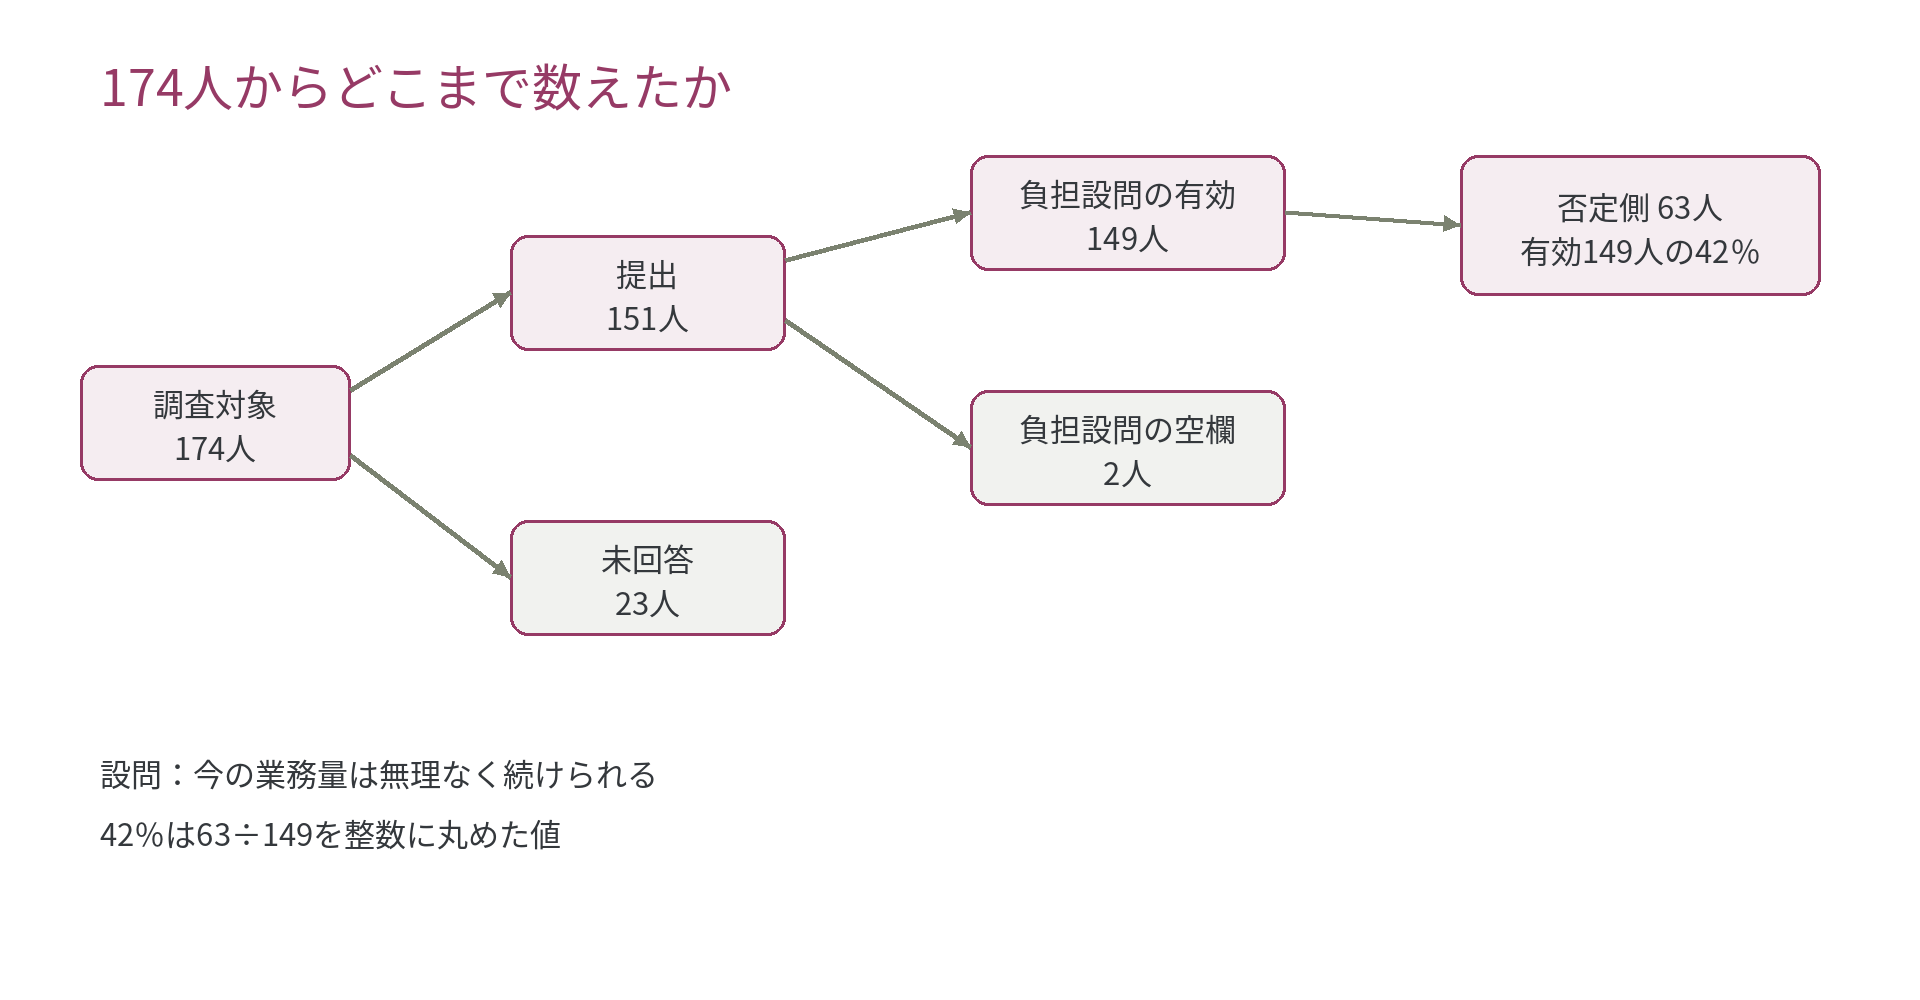 174人からどこまで数えたか
調査対象
174人
提出
151人
未回答
23人
負担設問の有効
149人
負担設問の空欄
2人
否定側 63人
有効149人の42%
設問：今の業務量は無理なく続けられる
42%は63÷149を整数に丸めた値